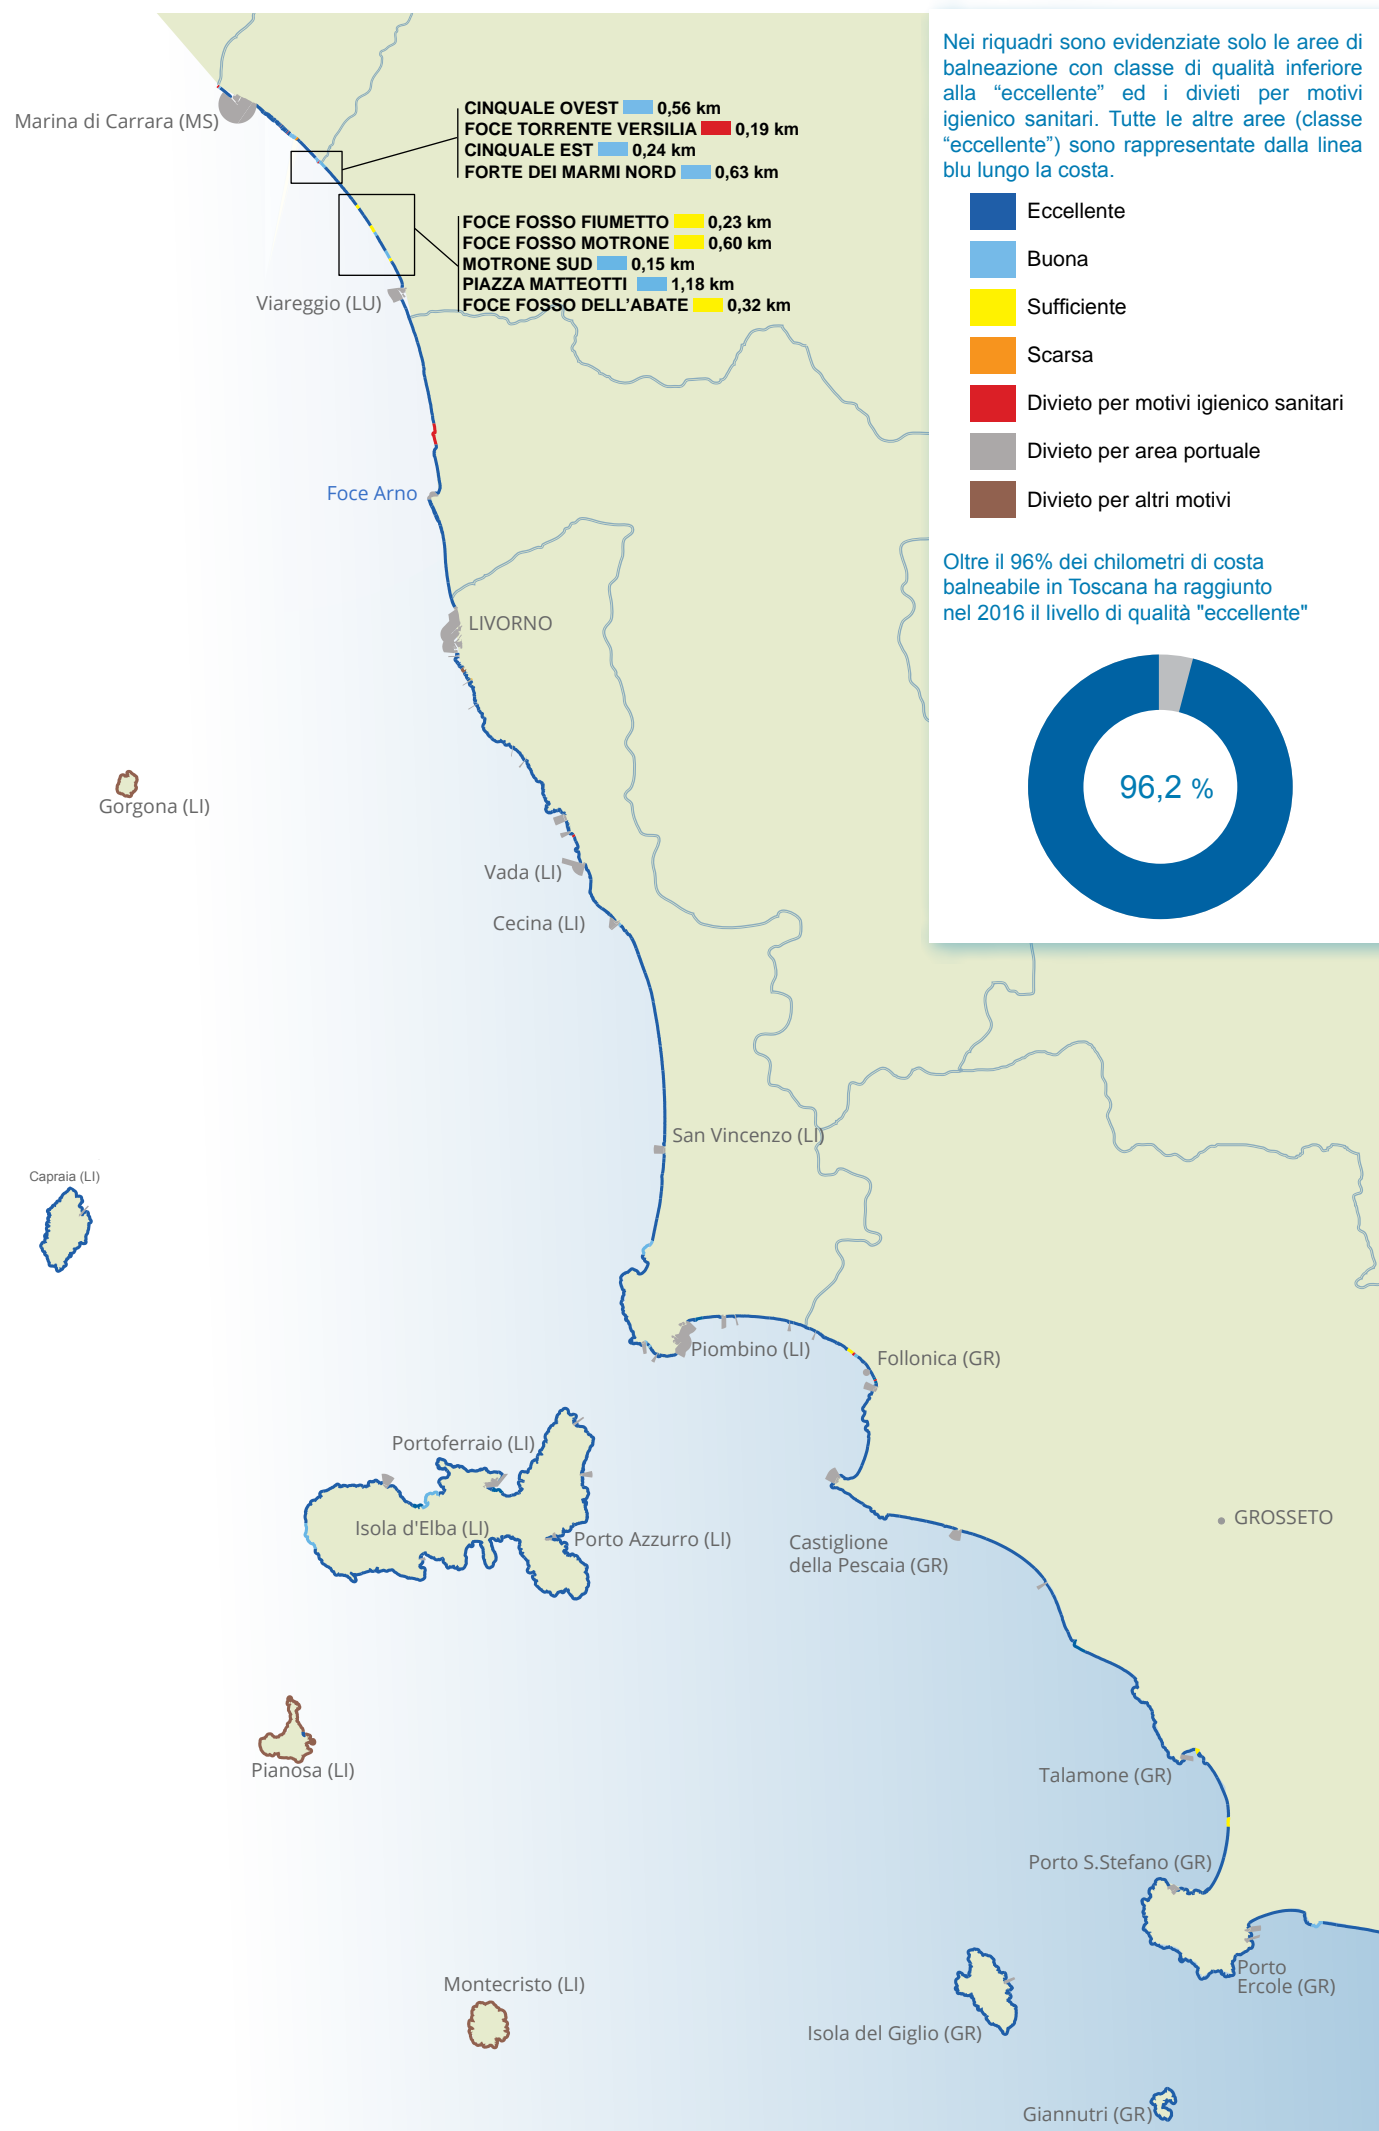 Nei riquadri sono evidenziate solo le aree di
balneazione con classe di qualità inferiore
alla “eccellente” ed i divieti per motivi
igienico sanitari. Tutte le altre aree (classe
“eccellente”) sono rappresentate dalla linea
blu lungo la costa.
Eccellente
Buona
Sufficiente
Scarsa
Divieto per motivi igienico sanitari
Divieto per area portuale
Divieto per altri motivi
Oltre il 96% dei chilometri di costa
balneabile in Toscana ha raggiunto
nel 2016 il livello di qualità "eccellente"
96,2 %
Marina di Carrara (MS)
CINQUALE OVEST 0,56 km
FOCE TORRENTE VERSILIA 0,19 km
CINQUALE EST 0,24 km
FORTE DEI MARMI NORD 0,63 km
FOCE FOSSO FIUMETTO 0,23 km
FOCE FOSSO MOTRONE 0,60 km
MOTRONE SUD 0,15 km
PIAZZA MATTEOTTI 1,18 km
FOCE FOSSO DELL’ABATE 0,32 km
Viareggio (LU)
Foce Arno
LIVORNO
Gorgona (LI)
Vada (LI)
Cecina (LI)
San Vincenzo (LI)
Capraia (LI)
Piombino (LI)
Follonica (GR)
Portoferraio (LI)
Isola d'Elba (LI)
Porto Azzurro (LI)
Castiglione
della Pescaia (GR)
GROSSETO
Pianosa (LI)
Talamone (GR)
Porto S.Stefano (GR)
Porto
Ercole (GR)
Montecristo (LI)
Isola del Giglio (GR)
Giannutri (GR)